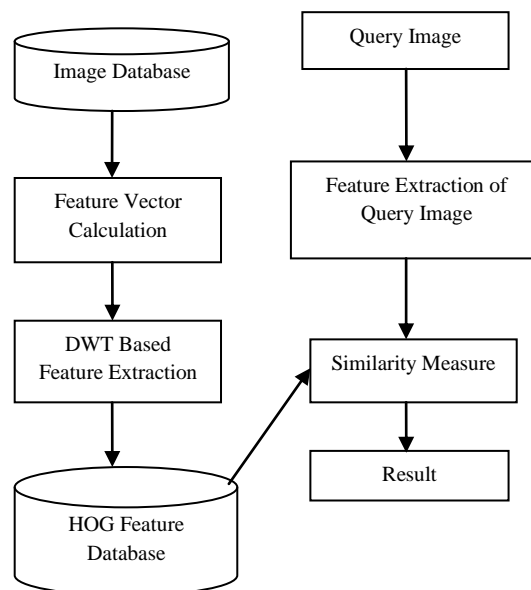 Image Database
Feature Vector
Calculation
DWT Based
Feature Extraction
HOG Feature
Database
Query Image
Feature Extraction of
Query Image
Similarity Measure
Result